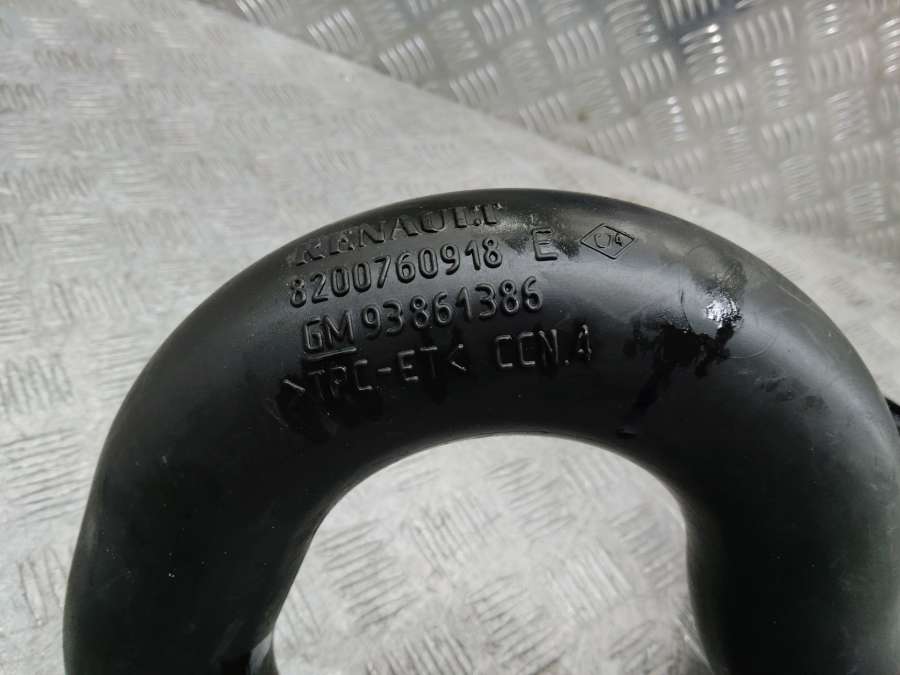 RENAULT
8200760918 E
GM 93861386
>TPC-ET< CCN.4